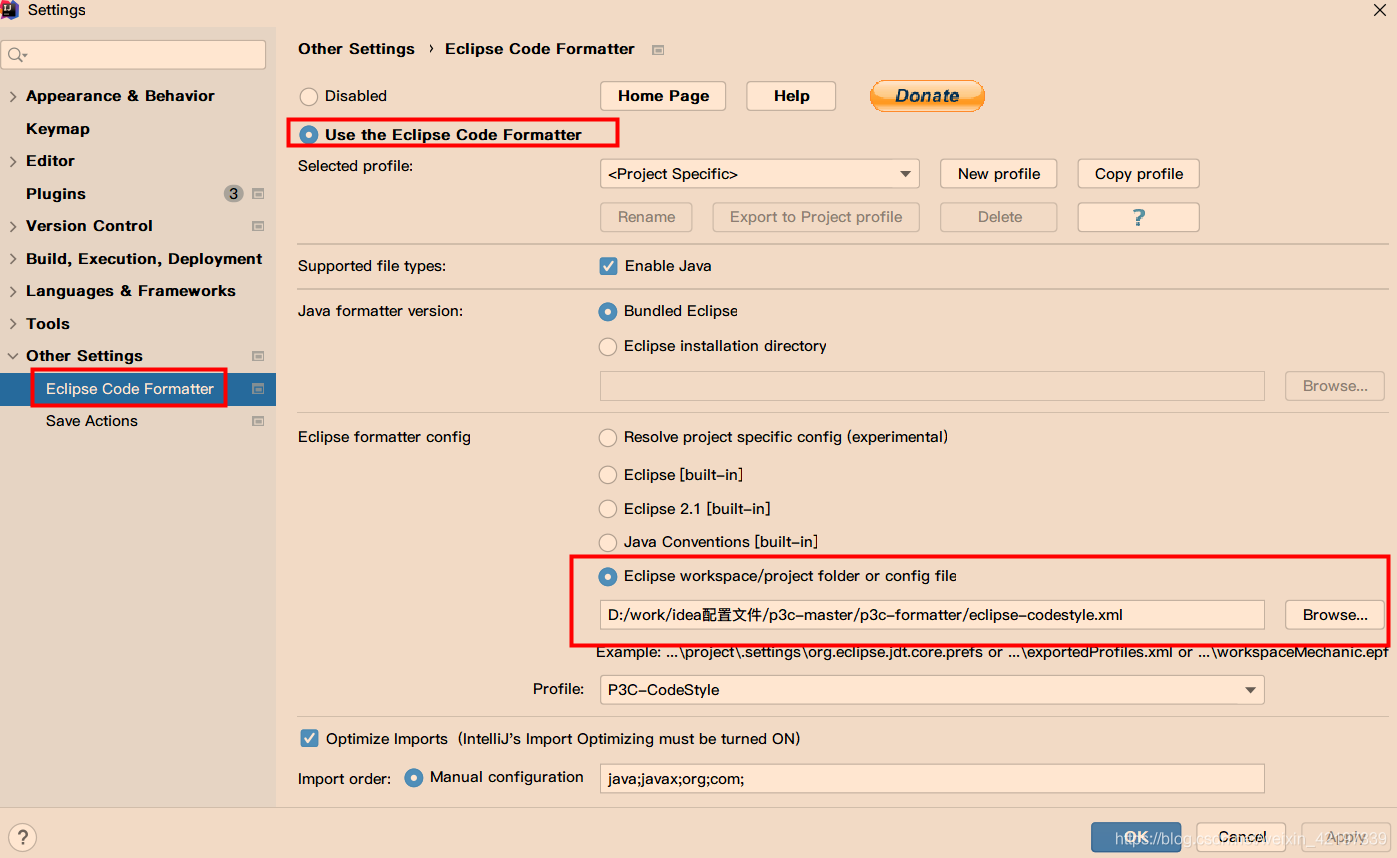 Settings
Other Settings › Eclipse Code Formatter
Appearance & Behavior
Keymap
Editor
Plugins 3
Version Control
Build, Execution, Deployment
Languages & Frameworks
Tools
Other Settings
Eclipse Code Formatter
Save Actions
Disabled Home Page Help Donate
Use the Eclipse Code Formatter
Selected profile: <Project Specific> New profile Copy profile
Rename Export to Project profile Delete ?
Supported file types: Enable Java
Java formatter version: Bundled Eclipse
Eclipse installation directory
Browse...
Eclipse formatter config Resolve project specific config (experimental)
Eclipse [built-in]
Eclipse 2.1 [built-in]
Java Conventions [built-in]
Eclipse workspace/project folder or config file
D:/work/idea配置文件/p3c-master/p3c-formatter/eclipse-codestyle.xml Browse...
Example: ...\project\.settings\org.eclipse.jdt.core.prefs or ...\exportedProfiles.xml or ...\workspaceMechanic.epf
Profile: P3C-CodeStyle
Optimize Imports (IntelliJ's Import Optimizing must be turned ON)
Import order: Manual configuration java;javax;org;com;
? OK Cancel Apply